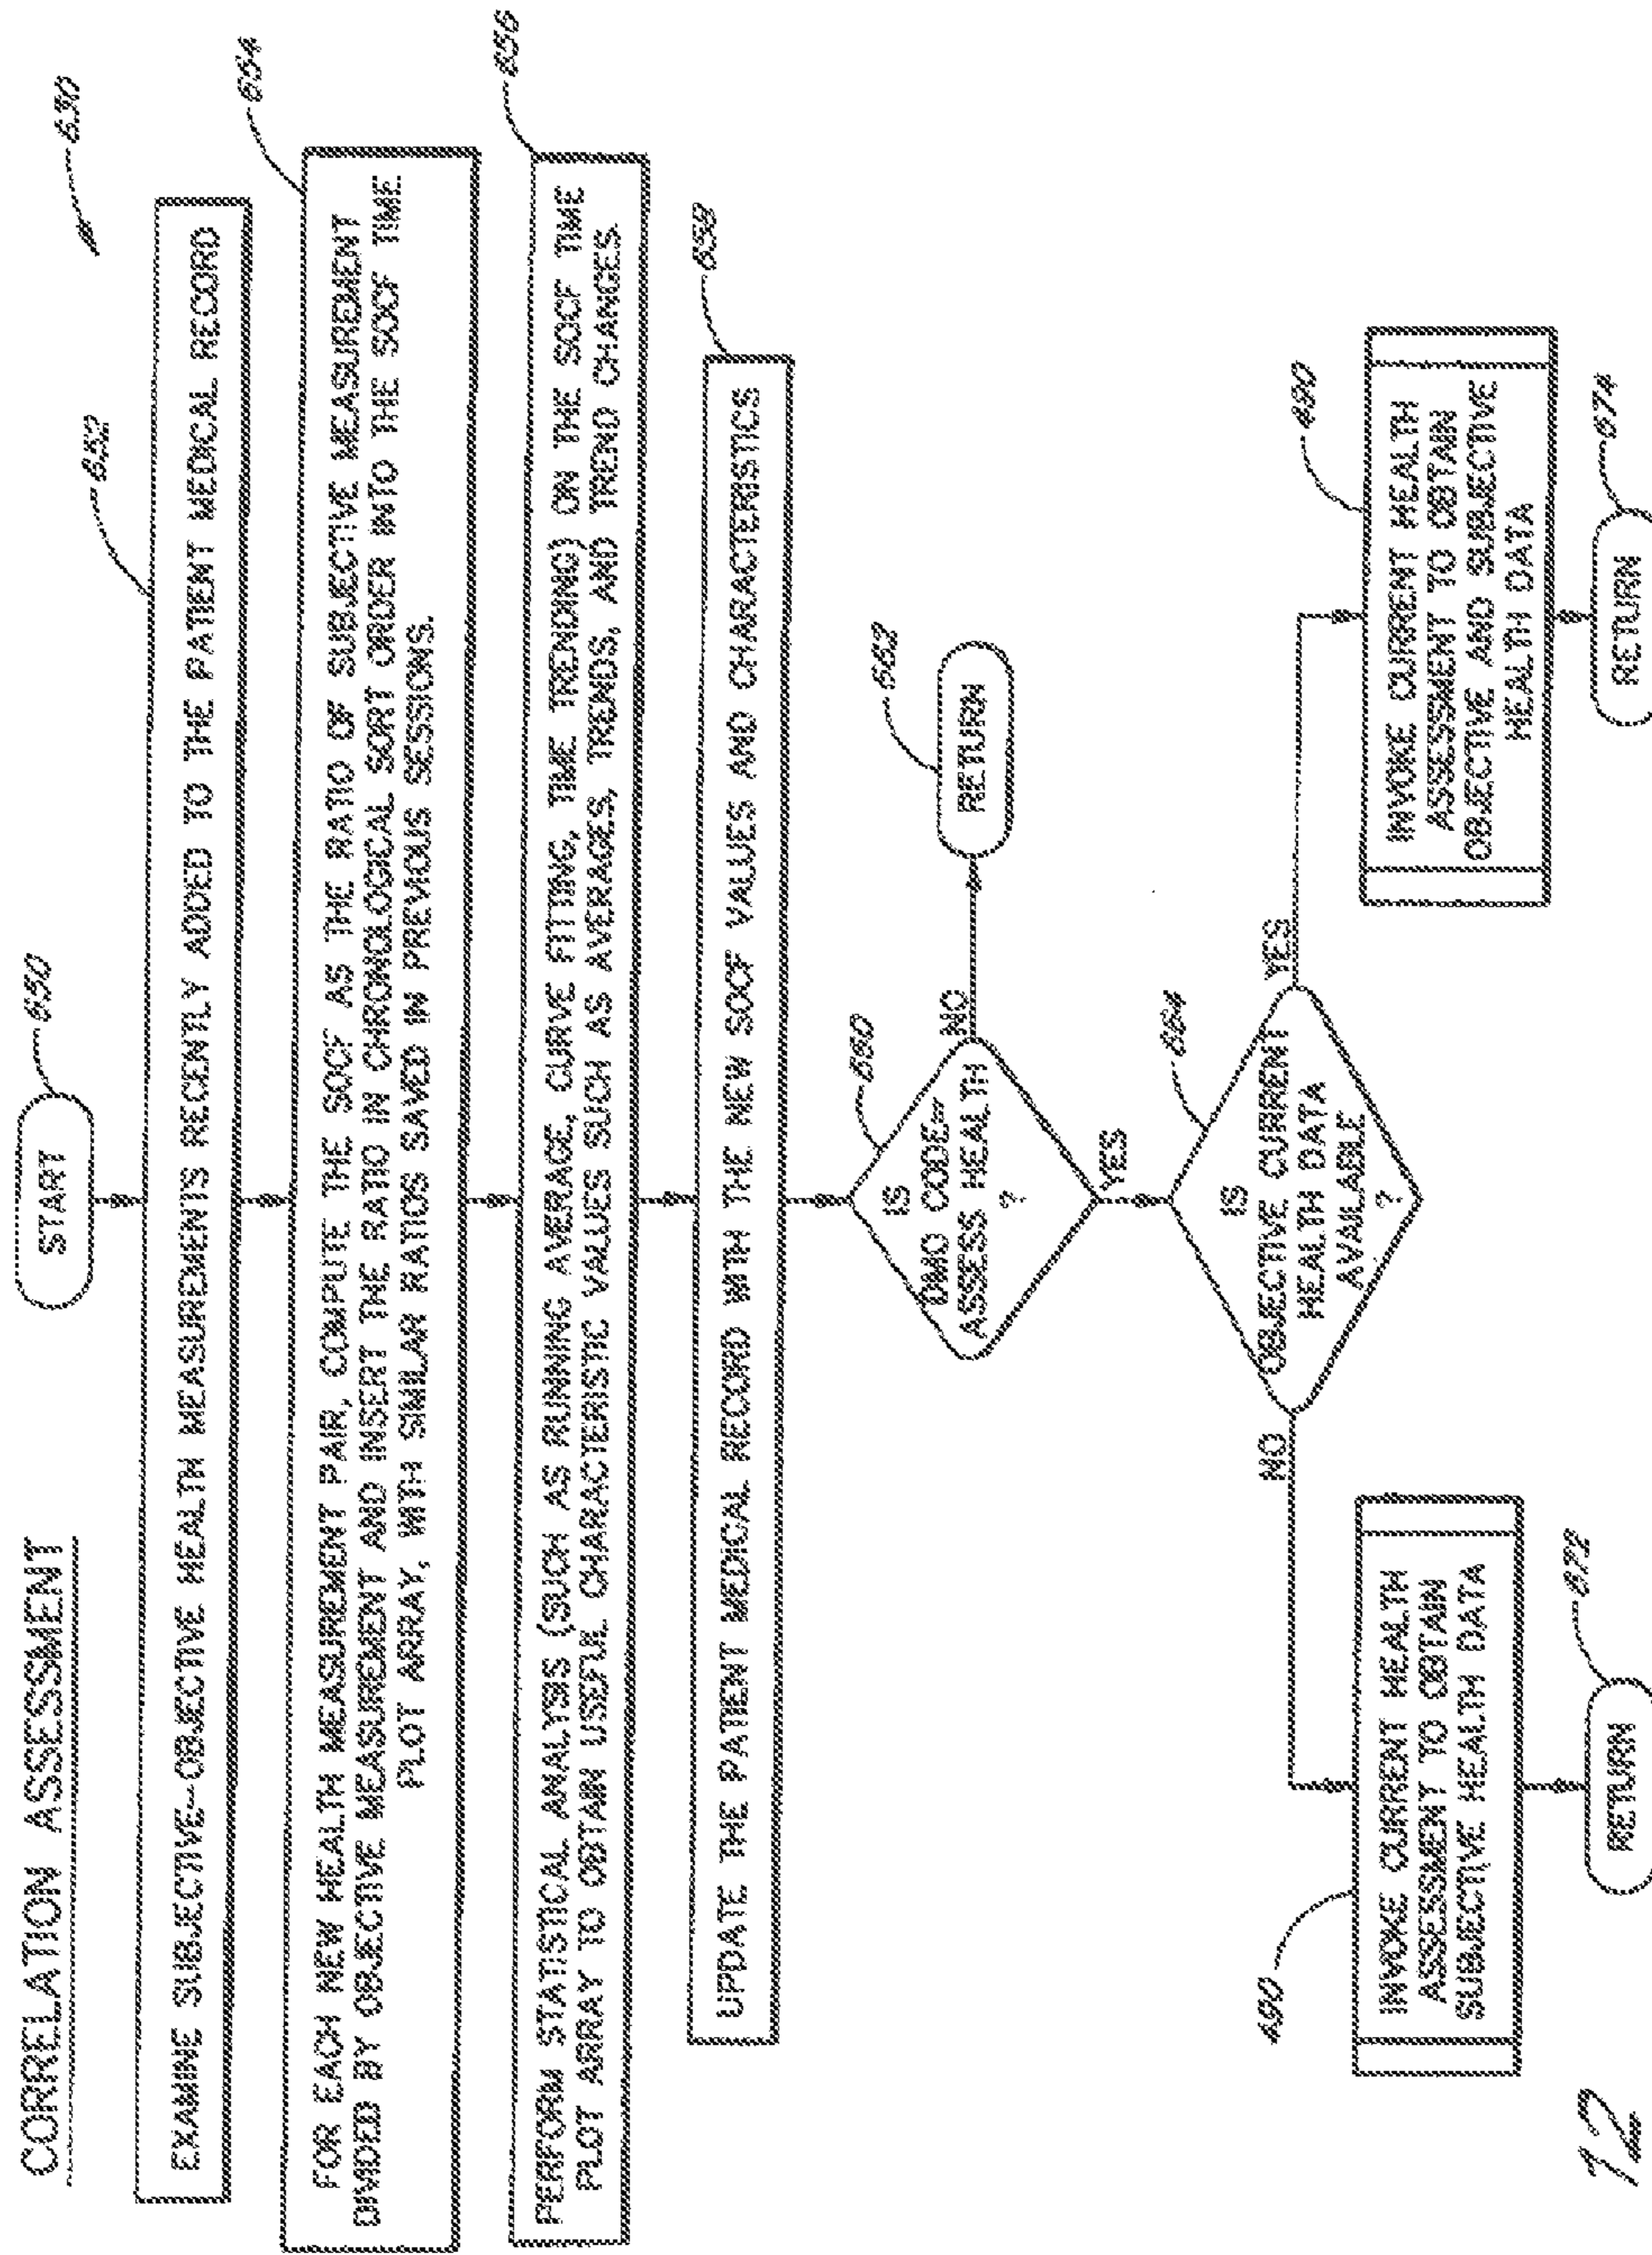 CORRELATION ASSESSMENT
630
START
650
652
EXAMINE SUBJECTIVE-OBJECTIVE HEALTH MEASUREMENTS RECENTLY ADDED TO THE PATIENT MEDICAL RECORD
654
FOR EACH NEW HEALTH MEASUREMENT PAIR, COMPUTE THE SOCF AS THE RATIO OF SUBJECTIVE MEASUREMENT
DIVIDED BY OBJECTIVE MEASUREMENT AND INSERT THE RATIO IN CHRONOLOGICAL SORT ORDER INTO THE SOCF TIME
PLOT ARRAY, WITH SIMILAR RATIOS SAVED IN PREVIOUS SESSIONS.
656
PERFORM STATISTICAL ANALYSIS (SUCH AS RUNNING AVERAGE, CURVE FITTING, TIME TRENDING) ON THE SOCF TIME
PLOT ARRAY TO OBTAIN USEFUL CHARACTERISTIC VALUES SUCH AS AVERAGES, TRENDS, AND TREND CHANGES.
658
UPDATE THE PATIENT MEDICAL RECORD WITH THE NEW SOCF VALUES AND CHARACTERISTICS
660
IS
DMO CODE=
ASSESS HEALTH
?
NO
662
RETURN
YES
664
IS
OBJECTIVE CURRENT
HEALTH DATA
AVAILABLE
?
NO
YES
490
INVOKE CURRENT HEALTH
ASSESSMENT TO OBTAIN
SUBJECTIVE HEALTH DATA
672
RETURN
490
INVOKE CURRENT HEALTH
ASSESSMENT TO OBTAIN
OBJECTIVE AND SUBJECTIVE
HEALTH DATA
674
RETURN
12